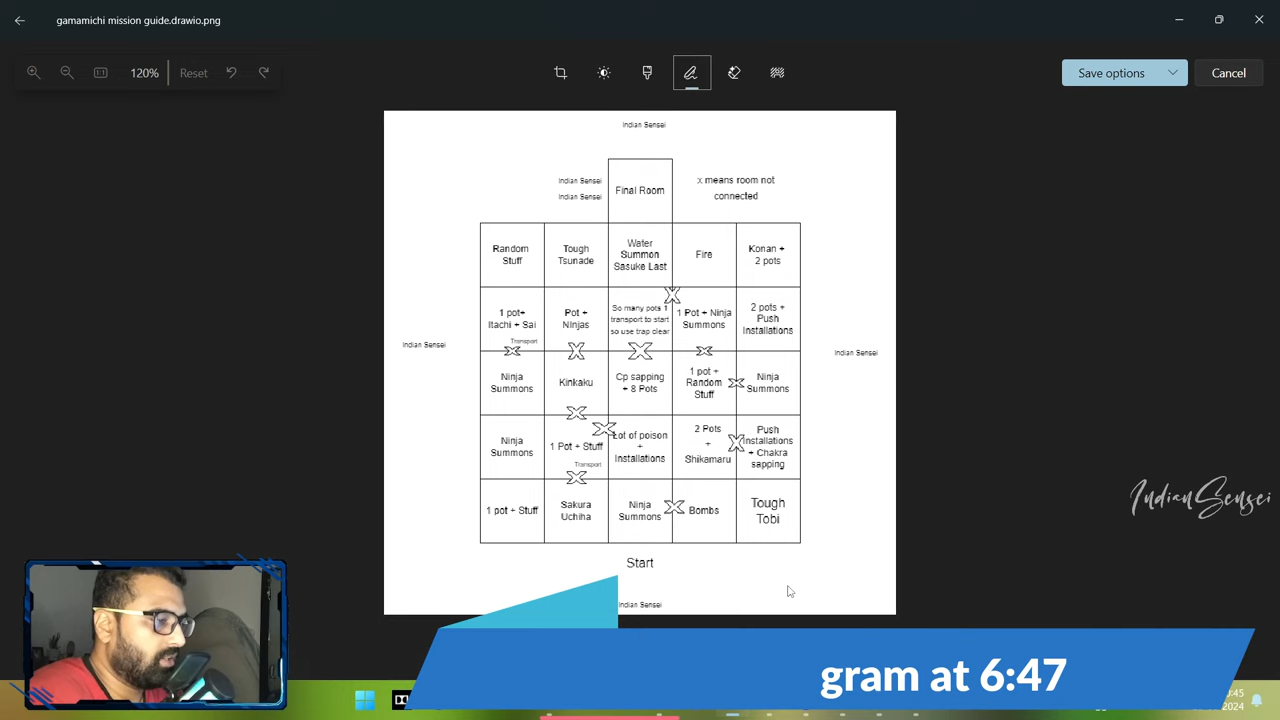 gamamichi mission guide.drawio.png
120%
Reset
Save options
Cancel
Indian Sensei
Indian Sensei
Indian Sensei
Final Room
x means room not
connected
Random
Stuff
Tough
Tsunade
Water
Summon
Sasuke Last
Fire
Konan +
2 pots
1 pot+
Itachi + Sai
Transport
Pot +
Ninjas
So many pots 1
transport to start
so use trap clear
1 Pot + Ninja
Summons
2 pots +
Push
Installations
Indian Sensei
Indian Sensei
Ninja
Summons
Kinkaku
Cp sapping
+ 8 Pots
1 pot +
Random
Stuff
Ninja
Summons
Ninja
Summons
1 Pot + Stuff
Transport
Lot of poison
+
Installations
2 Pots
+
Shikamaru
Push
Installations
+ Chakra
sapping
1 pot + Stuff
Sakura
Uchiha
Ninja
Summons
Bombs
Tough
Tobi
IndianSensei
Start
Indian Sensei
gram at 6:47
:45
2024